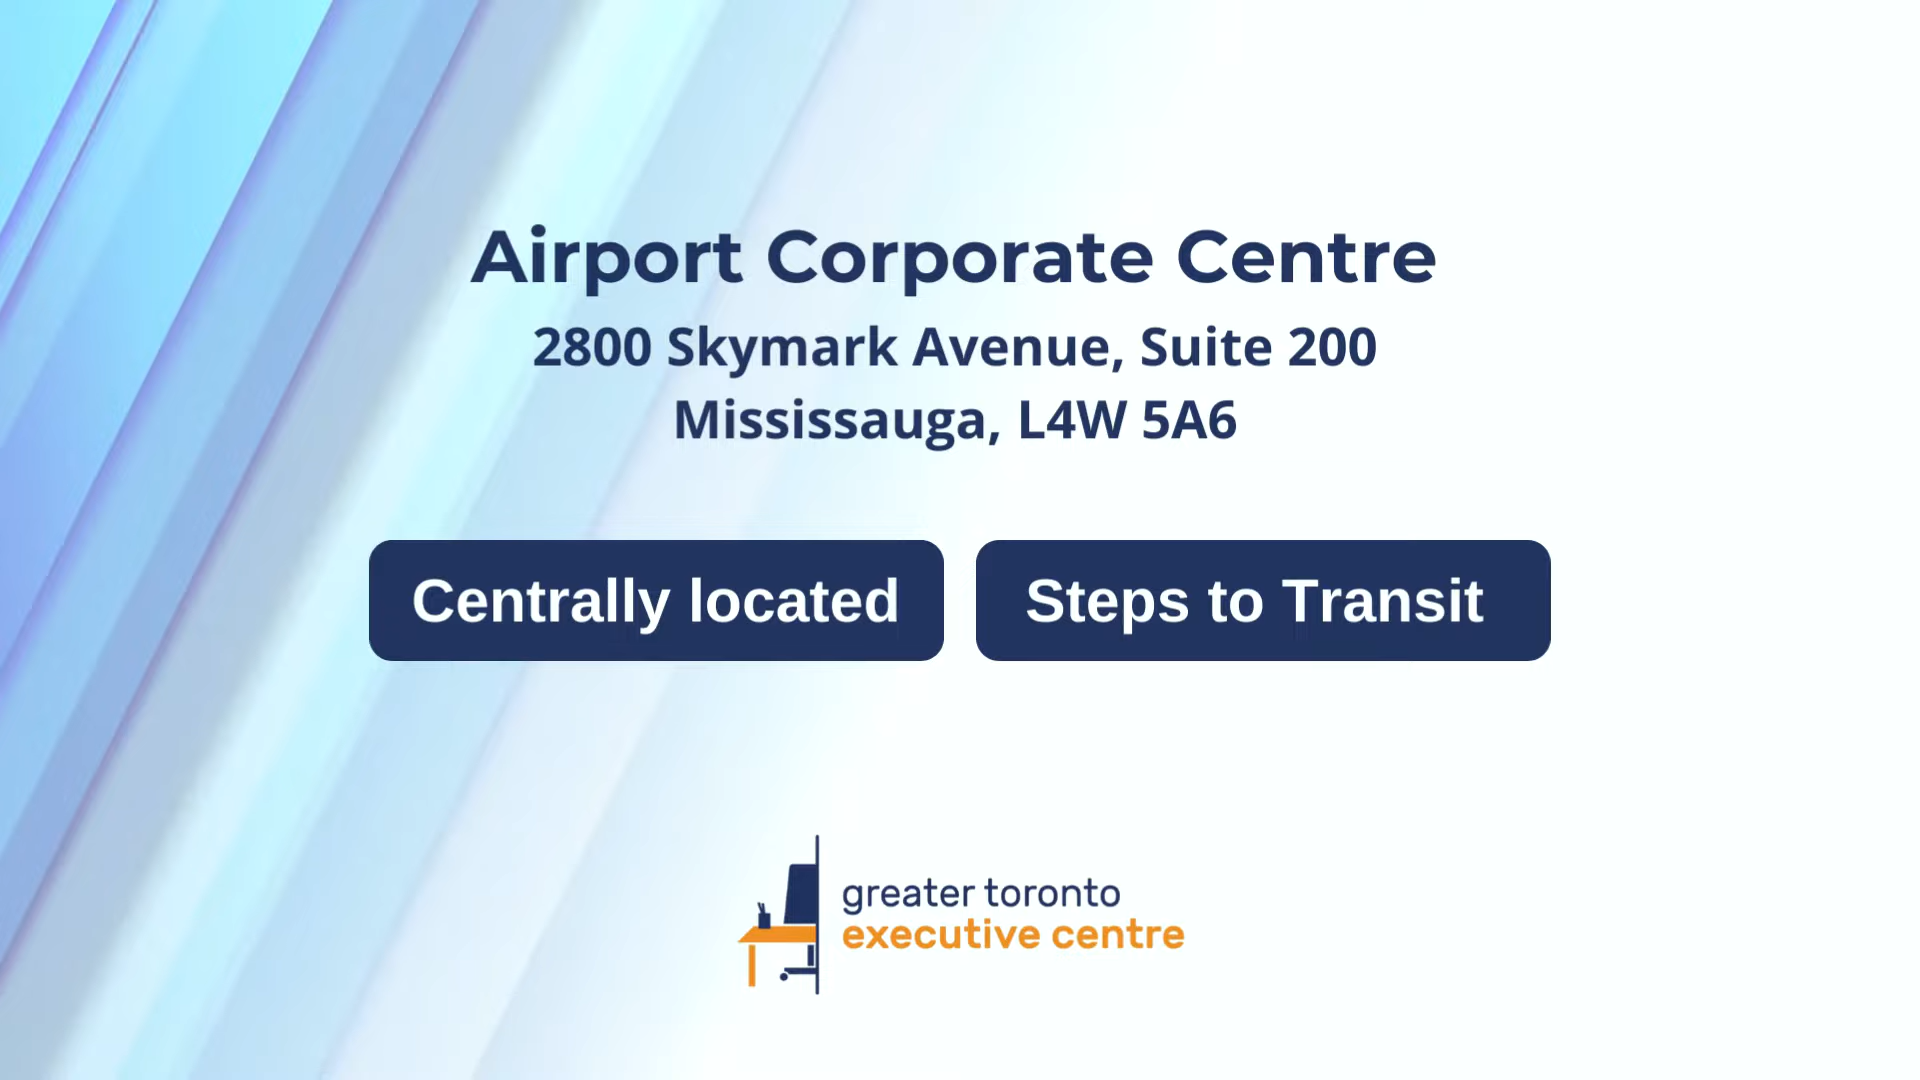 Airport Corporate Centre
2800 Skymark Avenue, Suite 200
Mississauga, L4W 5A6
Centrally located
Steps to Transit
greater toronto
executive centre